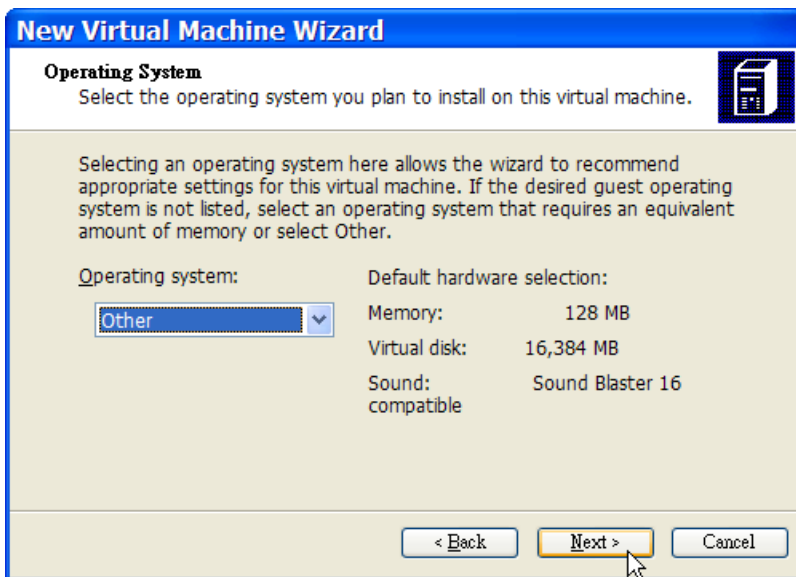 New Virtual Machine Wizard
Operating System
Select the operating system you plan to install on this virtual machine.
Selecting an operating system here allows the wizard to recommend
appropriate settings for this virtual machine. If the desired guest operating
system is not listed, select an operating system that requires an equivalent
amount of memory or select Other.
Operating system:
Other
Default hardware selection:
Memory: 128 MB
Virtual disk: 16,384 MB
Sound: Sound Blaster 16
compatible
< Back
Next >
Cancel